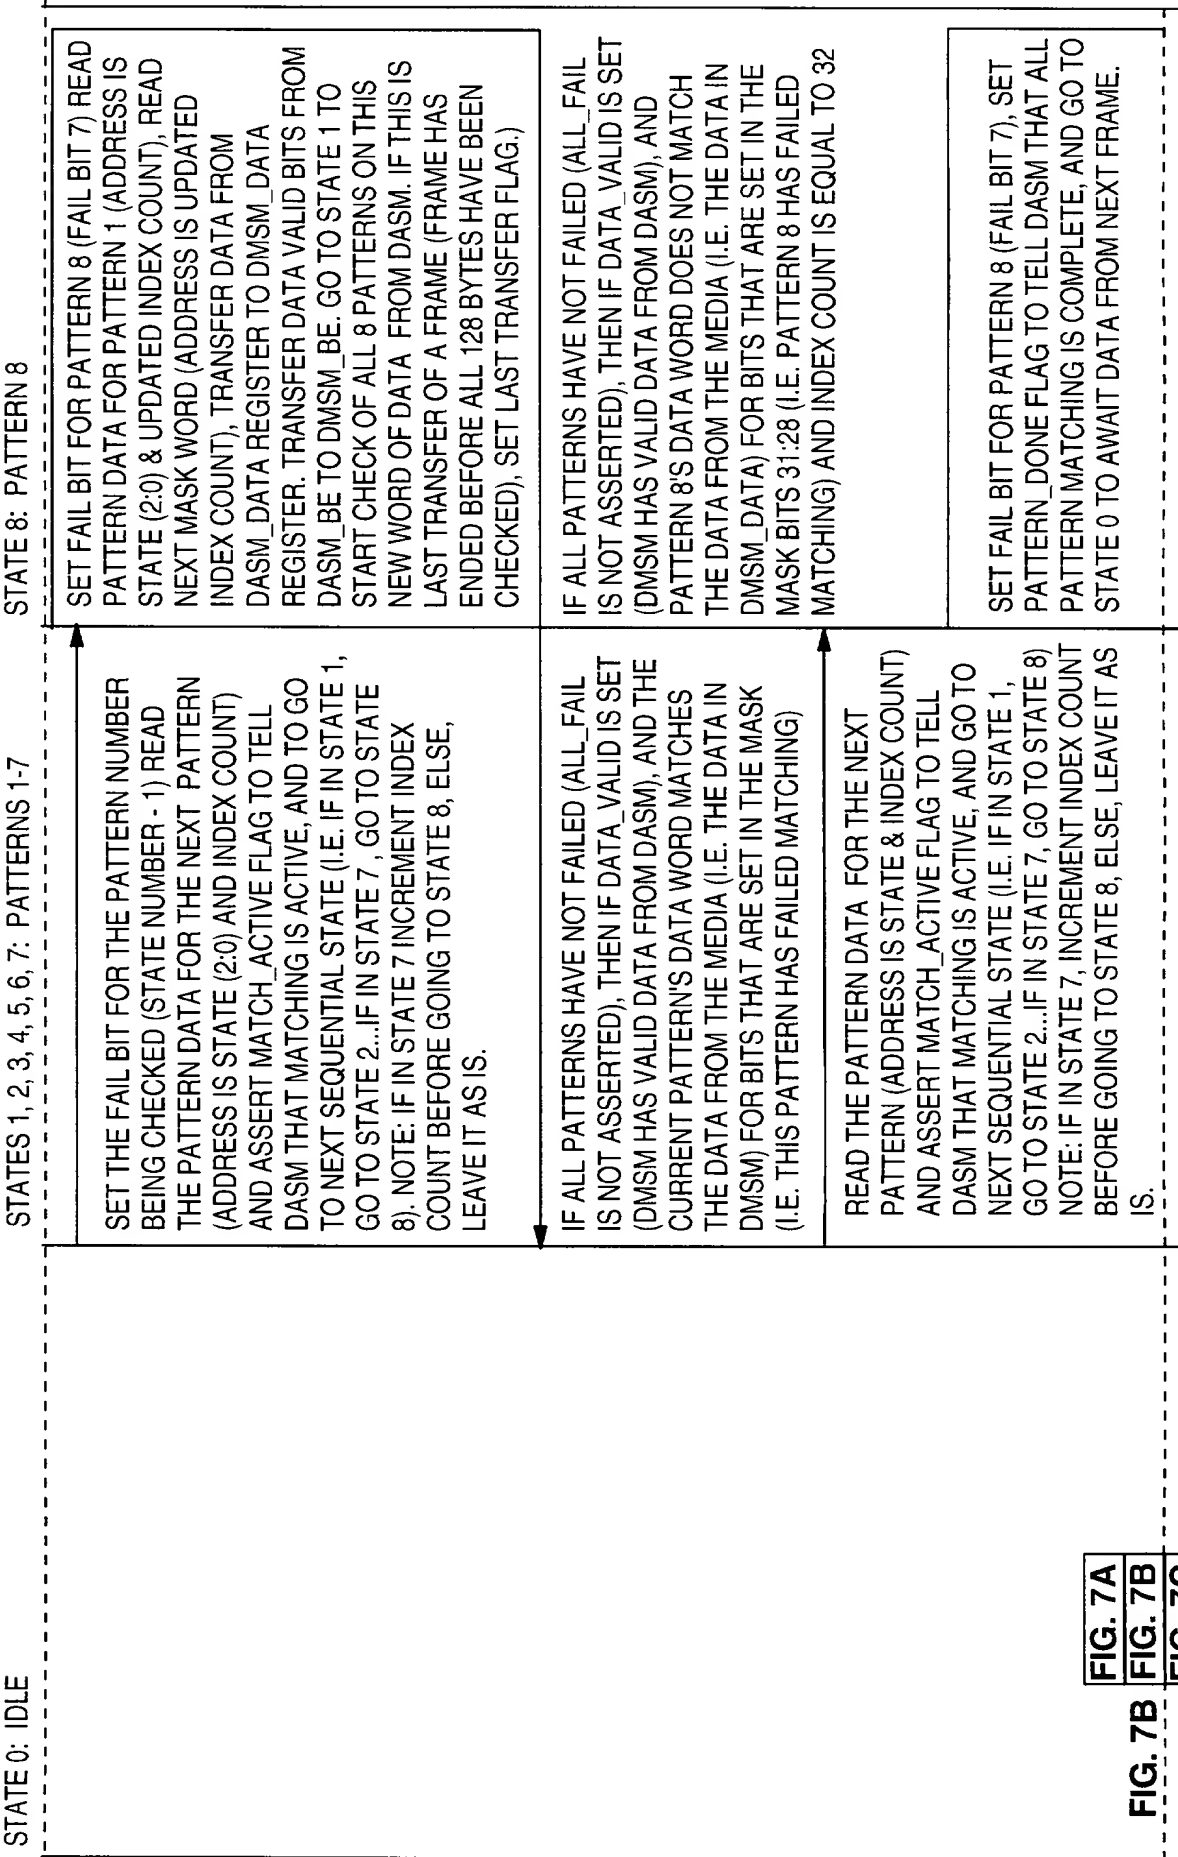 STATE 0: IDLE
STATES 1, 2, 3, 4, 5, 6, 7: PATTERNS 1-7
STATE 8: PATTERN 8
SET THE FAIL BIT FOR THE PATTERN NUMBER
BEING CHECKED (STATE NUMBER - 1) READ
THE PATTERN DATA FOR THE NEXT PATTERN
(ADDRESS IS STATE (2:0) AND INDEX COUNT)
AND ASSERT MATCH_ACTIVE FLAG TO TELL
DASM THAT MATCHING IS ACTIVE, AND TO GO
TO NEXT SEQUENTIAL STATE (I.E. IF IN STATE 1,
GO TO STATE 2...IF IN STATE 7 , GO TO STATE
8). NOTE: IF IN STATE 7 INCREMENT INDEX
COUNT BEFORE GOING TO STATE 8, ELSE,
LEAVE IT AS IS.
IF ALL PATTERNS HAVE NOT FAILED (ALL_FAIL
IS NOT ASSERTED), THEN IF DATA_VALID IS SET
(DMSM HAS VALID DATA FROM DASM), AND THE
CURRENT PATTERN'S DATA WORD MATCHES
THE DATA FROM THE MEDIA (I.E. THE DATA IN
DMSM) FOR BITS THAT ARE SET IN THE MASK
(I.E. THIS PATTERN HAS FAILED MATCHING)
READ THE PATTERN DATA FOR THE NEXT
PATTERN (ADDRESS IS STATE & INDEX COUNT)
AND ASSERT MATCH_ACTIVE FLAG TO TELL
DASM THAT MATCHING IS ACTIVE, AND GO TO
NEXT SEQUENTIAL STATE (I.E. IF IN STATE 1,
GO TO STATE 2...IF IN STATE 7, GO TO STATE 8)
NOTE: IF IN STATE 7, INCREMENT INDEX COUNT
BEFORE GOING TO STATE 8, ELSE, LEAVE IT AS
IS.
SET FAIL BIT FOR PATTERN 8 (FAIL BIT 7) READ
PATTERN DATA FOR PATTERN 1 (ADDRESS IS
STATE (2:0) & UPDATED INDEX COUNT), READ
NEXT MASK WORD (ADDRESS IS UPDATED
INDEX COUNT), TRANSFER DATA FROM
DASM_DATA REGISTER TO DMSM_DATA
REGISTER. TRANSFER DATA VALID BITS FROM
DASM_BE TO DMSM_BE. GO TO STATE 1 TO
START CHECK OF ALL 8 PATTERNS ON THIS
NEW WORD OF DATA FROM DASM. IF THIS IS
LAST TRANSFER OF A FRAME (FRAME HAS
ENDED BEFORE ALL 128 BYTES HAVE BEEN
CHECKED), SET LAST TRANSFER FLAG.)
IF ALL PATTERNS HAVE NOT FAILED (ALL_FAIL
IS NOT ASSERTED), THEN IF DATA_VALID IS SET
(DMSM HAS VALID DATA FROM DASM), AND
PATTERN 8'S DATA WORD DOES NOT MATCH
THE DATA FROM THE MEDIA (I.E. THE DATA IN
DMSM_DATA) FOR BITS THAT ARE SET IN THE
MASK BITS 31:28 (I.E. PATTERN 8 HAS FAILED
MATCHING) AND INDEX COUNT IS EQUAL TO 32
SET FAIL BIT FOR PATTERN 8 (FAIL BIT 7), SET
PATTERN_DONE FLAG TO TELL DASM THAT ALL
PATTERN MATCHING IS COMPLETE, AND GO TO
STATE 0 TO AWAIT DATA FROM NEXT FRAME.
FIG. 7B
FIG. 7A
FIG. 7B